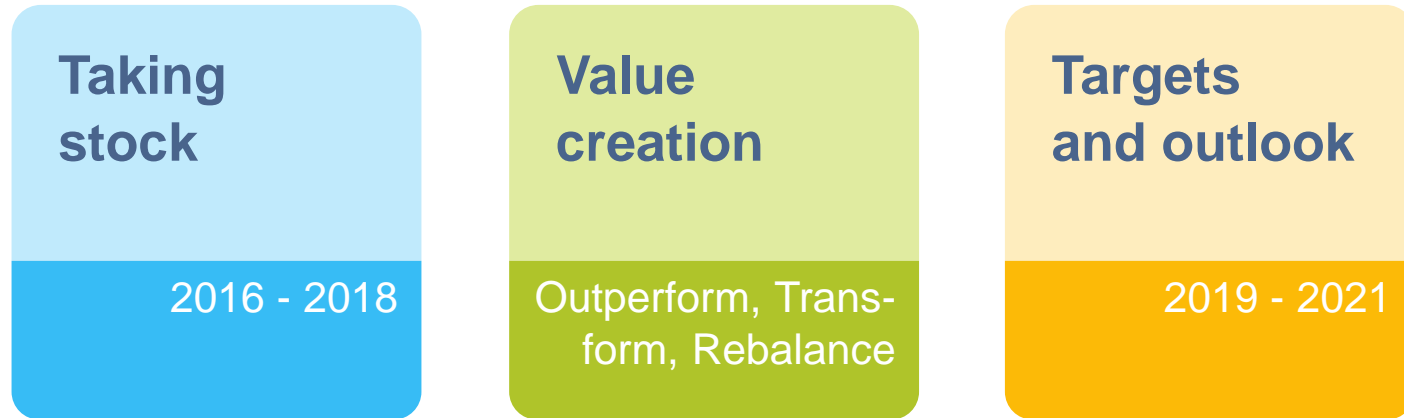 Taking
stock
2016 - 2018
Value
creation
Outperform, Trans-
form, Rebalance
Targets
and outlook
2019 - 2021